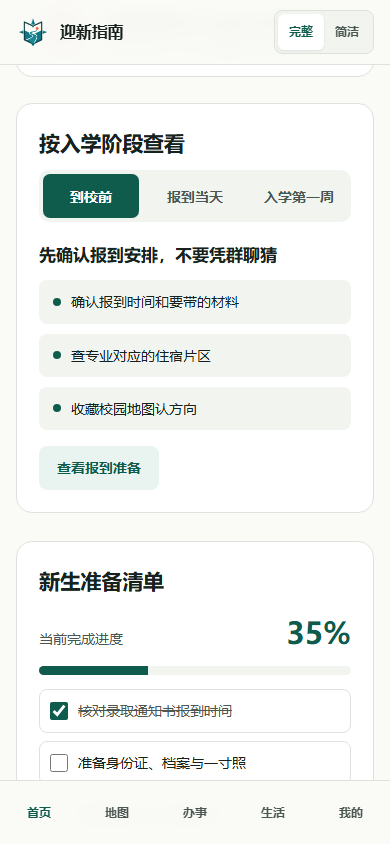 迎新指南
完整
简洁
按入学阶段查看
到校前
报到当天
入学第一周
先确认报到安排，不要凭群聊猜
确认报到时间和要带的材料
查专业对应的住宿片区
收藏校园地图认方向
查看报到准备
新生准备清单
当前完成进度
35%
核对录取通知书报到时间
准备身份证、档案与一寸照
首页
地图
办事
生活
我的